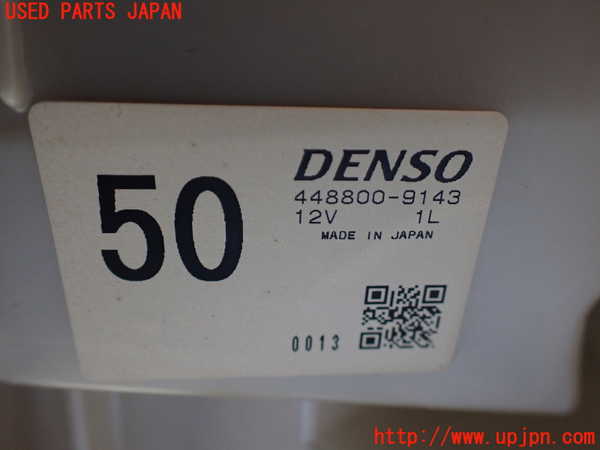 USED PARTS JAPAN
50
DENSO
448800-9143
12V 1L
MADE IN JAPAN
0013
http://www.upjpn.com/